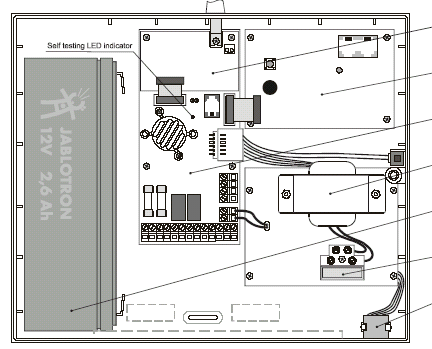 Self testing LED indicator
JABLOTRON
12V 2,6 Ah